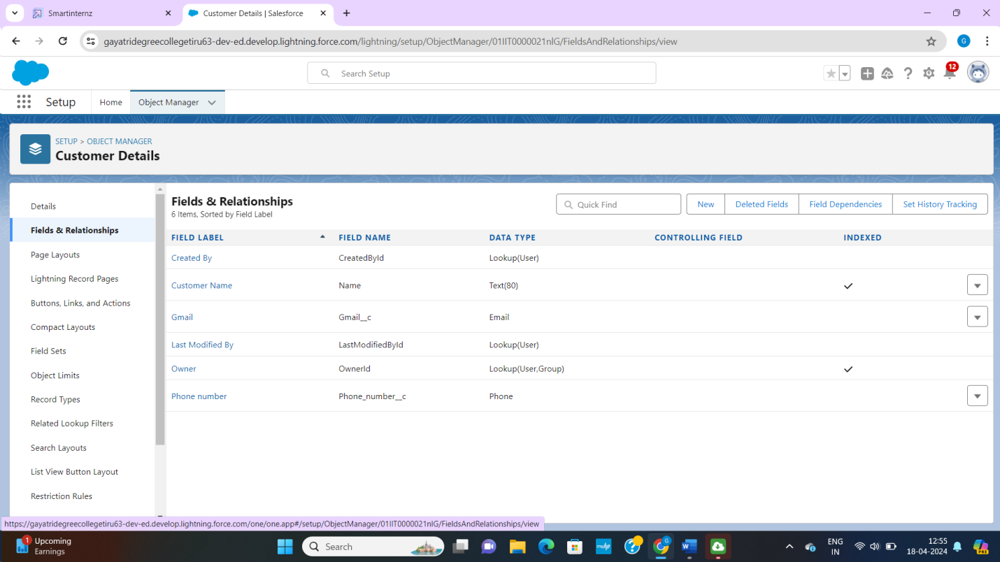 Smartinternz
Customer Details | Salesforce
gayatridegreecollegetiru63-dev-ed.develop.lightning.force.com/lightning/setup/ObjectManager/01IIT0000021nIG/FieldsAndRelationships/view
G
Search Setup
12
Setup
Home
Object Manager
SETUP > OBJECT MANAGER
Customer Details
Details
Fields & Relationships
Page Layouts
Lightning Record Pages
Buttons, Links, and Actions
Compact Layouts
Field Sets
Object Limits
Record Types
Related Lookup Filters
Search Layouts
List View Button Layout
Restriction Rules
Fields & Relationships
6 Items, Sorted by Field Label
Quick Find
New
Deleted Fields
Field Dependencies
Set History Tracking
FIELD LABEL FIELD NAME DATA TYPE CONTROLLING FIELD INDEXED
Created By CreatedById Lookup(User)
Customer Name Name Text(80)
Gmail Gmail__c Email
Last Modified By LastModifiedById Lookup(User)
Owner OwnerId Lookup(User,Group)
Phone number Phone_number__c Phone
https://gayatridegreecollegetiru63-dev-ed.develop.lightning.force.com/one/one.app#/setup/ObjectManager/01IIT0000021nIG/FieldsAndRelationships/view
1
Upcoming
Earnings
Search
myhp
G
W
ENG
IN
12:55
18-04-2024
PRE